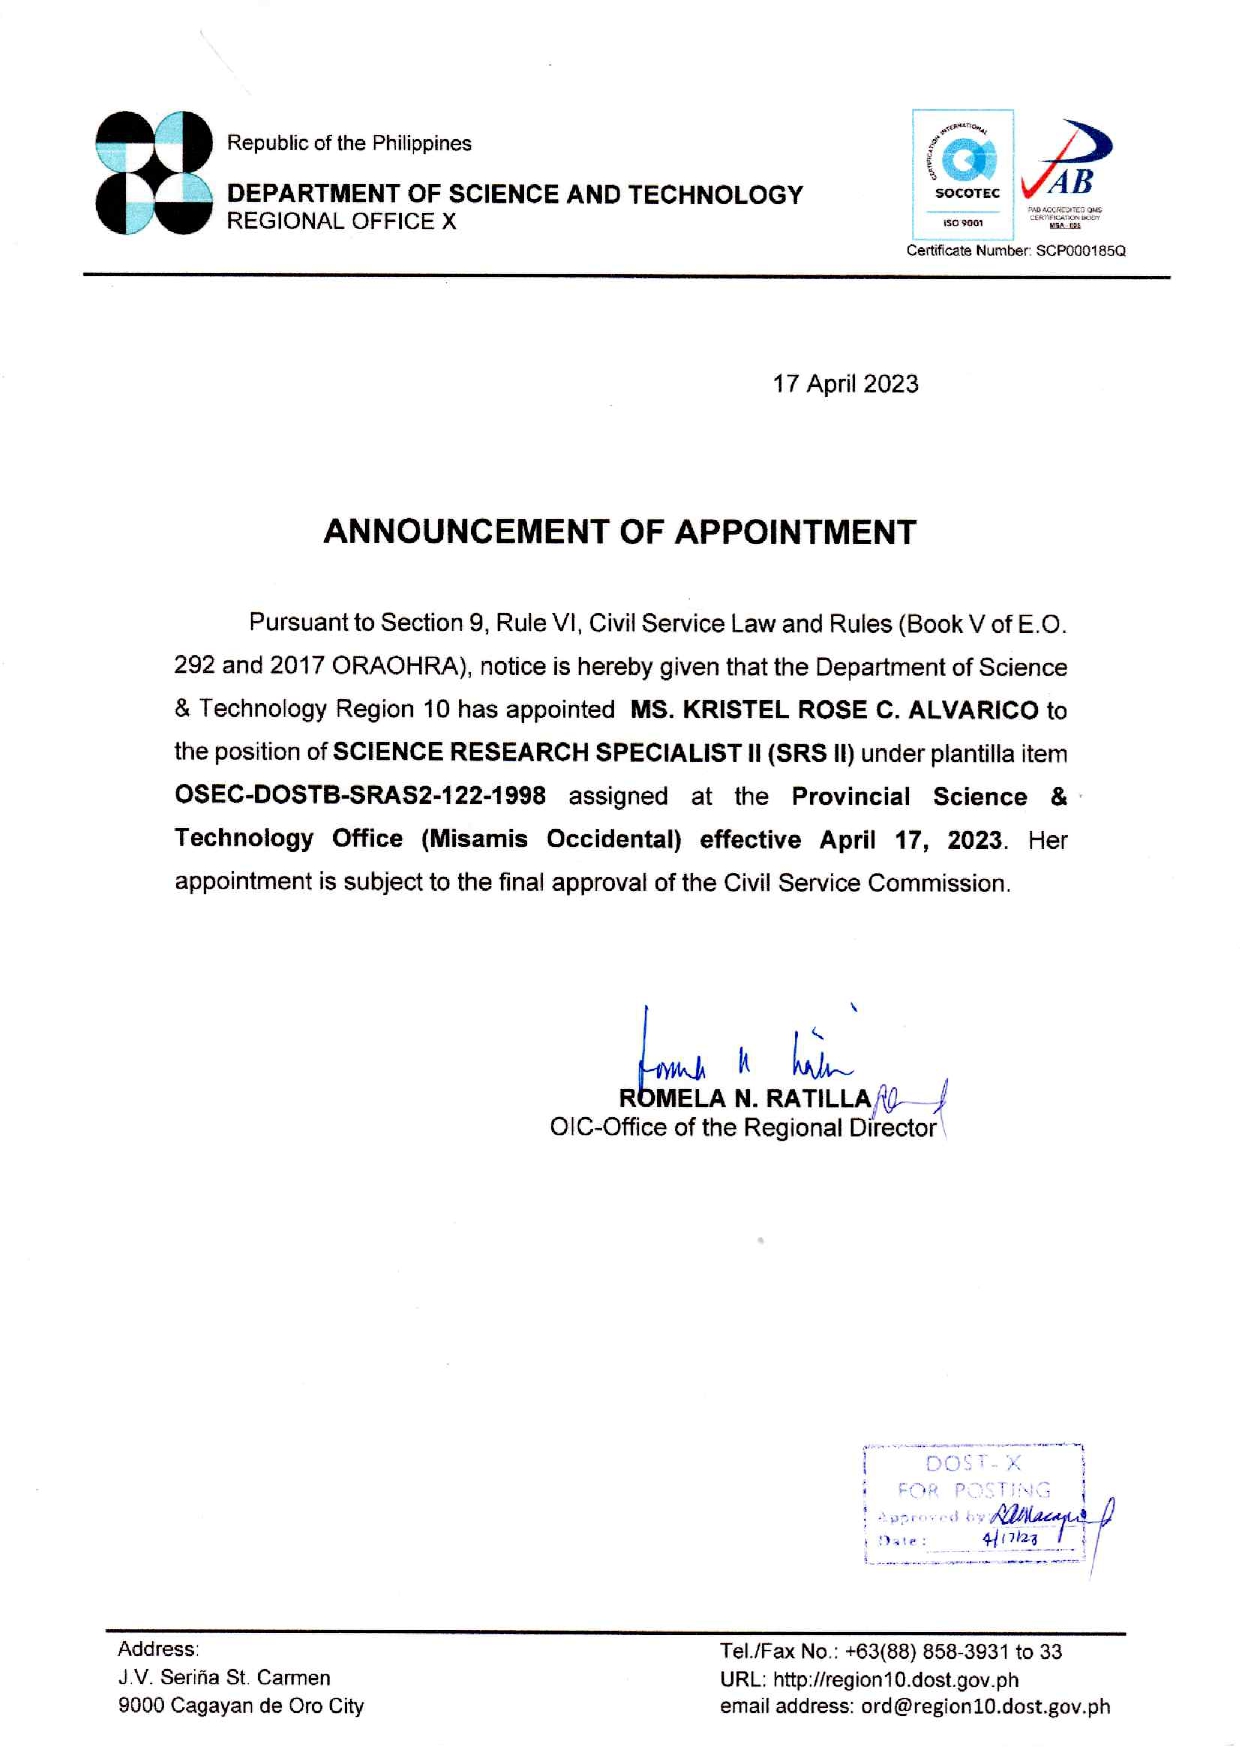 Republic of the Philippines
DEPARTMENT OF SCIENCE AND TECHNOLOGY
REGIONAL OFFICE X
CERTIFICATION INTERNATIONAL
SOCOTEC
ISO 9001
PAB
PAB ACCREDITED QMS
CERTIFICATION BODY
Certificate Number: SCP000185Q
17 April 2023
ANNOUNCEMENT OF APPOINTMENT
Pursuant to Section 9, Rule VI, Civil Service Law and Rules (Book V of E.O.
292 and 2017 ORAOHRA), notice is hereby given that the Department of Science
& Technology Region 10 has appointed MS. KRISTEL ROSE C. ALVARICO to
the position of SCIENCE RESEARCH SPECIALIST II (SRS II) under plantilla item
OSEC-DOSTB-SRAS2-122-1998 assigned at the Provincial Science &
Technology Office (Misamis Occidental) effective April 17, 2023. Her
appointment is subject to the final approval of the Civil Service Commission.
ROMELA N. RATILLA
OIC-Office of the Regional Director
DOST-X
FOR POSTING
Approved by
Date: 4/17/23
Address:
J.V. Seriña St. Carmen
9000 Cagayan de Oro City
Tel./Fax No.: +63(88) 858-3931 to 33
URL: http://region10.dost.gov.ph
email address: ord@region10.dost.gov.ph